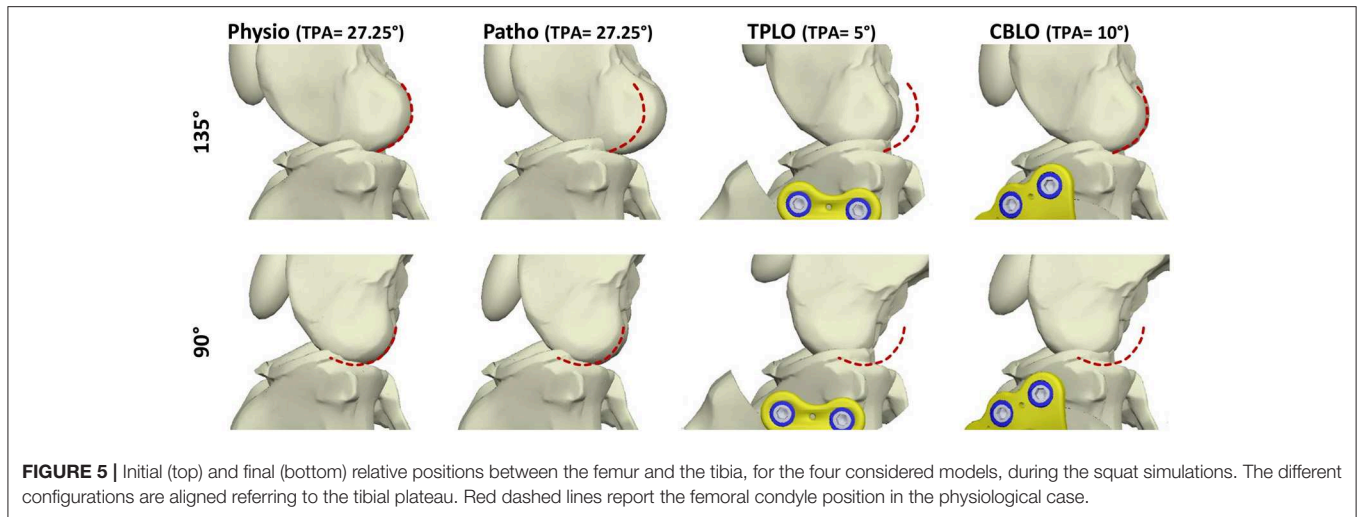 Physio (TPA= 27.25°) Patho (TPA= 27.25°) TPLO (TPA= 5°) CBLO (TPA= 10°)
135°
90°
FIGURE 5 | Initial (top) and final (bottom) relative positions between the femur and the tibia, for the four considered models, during the squat simulations. The different
configurations are aligned referring to the tibial plateau. Red dashed lines report the femoral condyle position in the physiological case.